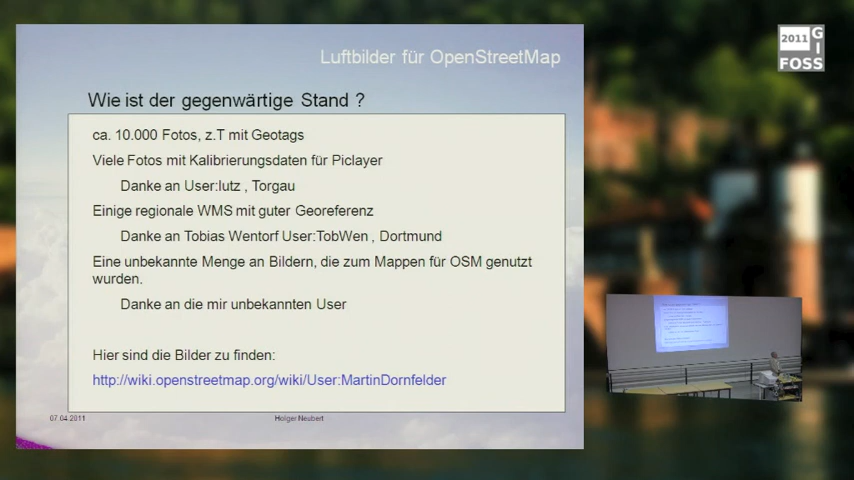 Luftbilder für OpenStreetMap
2011 GI
FOSS
Wie ist der gegenwärtige Stand ?
ca. 10.000 Fotos, z.T mit Geotags
Viele Fotos mit Kalibrierungsdaten für Piclayer
Danke an User:lutz , Torgau
Einige regionale WMS mit guter Georeferenz
Danke an Tobias Wentorf User:TobWen , Dortmund
Eine unbekannte Menge an Bildern, die zum Mappen für OSM genutzt
wurden.
Danke an die mir unbekannten User
Hier sind die Bilder zu finden:
http://wiki.openstreetmap.org/wiki/User:MartinDornfelder
07.04.2011
Holger Neubert